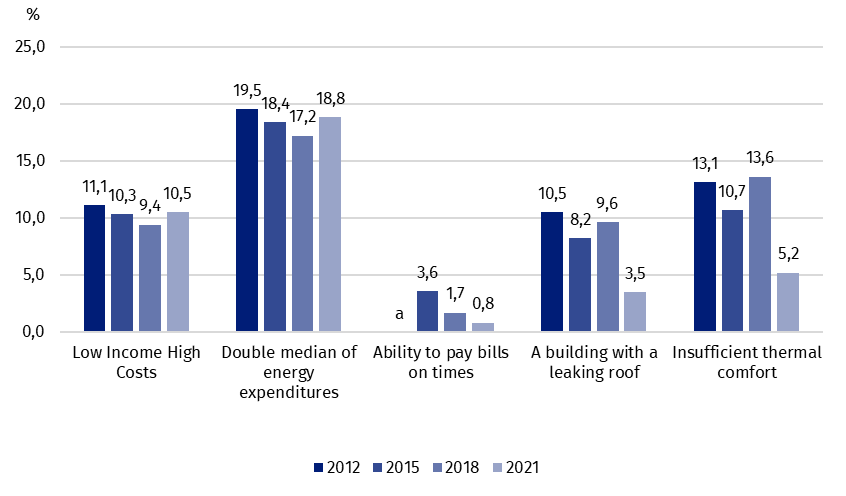 %
25,0
20,0
15,0
10,0
5,0
0,0
11,1
10,3
9,4
10,5
19,5
18,4
17,2
18,8
a
3,6
1,7
0,8
10,5
8,2
9,6
3,5
13,1
10,7
13,6
5,2
Low Income High
Costs
Double median of
energy
expenditures
Ability to pay bills
on times
A building with a
leaking roof
Insufficient thermal
comfort
2012 2015 2018 2021